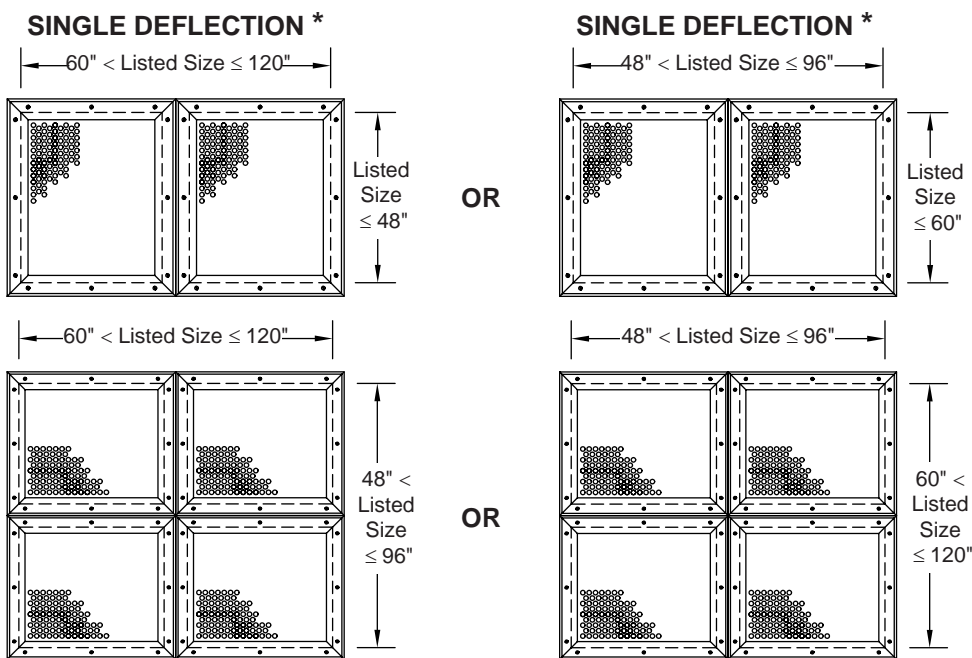 SINGLE DEFLECTION *
60" < Listed Size ≤ 120"
Listed
Size
≤ 48"
OR
SINGLE DEFLECTION *
48" < Listed Size ≤ 96"
Listed
Size
≤ 60"
60" < Listed Size ≤ 120"
48" <
Listed
Size
≤ 96"
OR
48" < Listed Size ≤ 96"
60" <
Listed
Size
≤ 120"